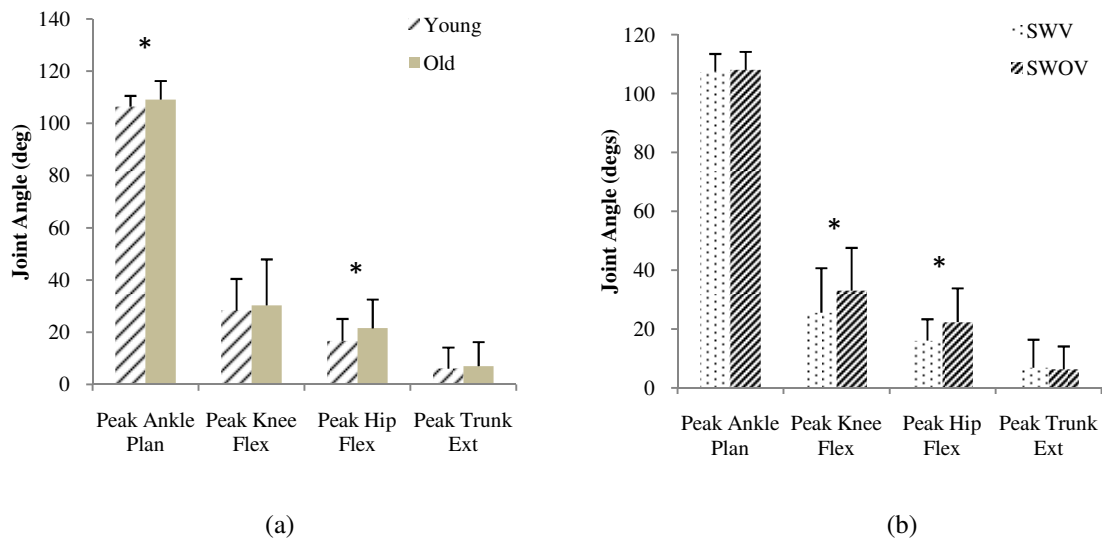 140
120
100
80
60
40
20
0
Joint Angle (deg)
Young
Old
*
*
Peak Ankle Plan
Peak Knee Flex
Peak Hip Flex
Peak Trunk Ext
(a)
120
100
80
60
40
20
0
Joint Angle (degs)
SWV
SWOV
*
*
Peak Ankle Plan
Peak Knee Flex
Peak Hip Flex
Peak Trunk Ext
(b)